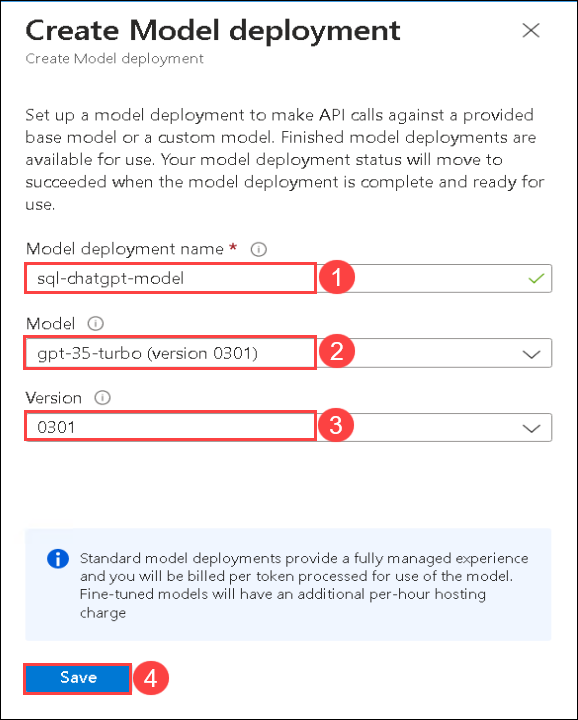 Create Model deployment
Create Model deployment
Set up a model deployment to make API calls against a provided
base model or a custom model. Finished model deployments are
available for use. Your model deployment status will move to
succeeded when the model deployment is complete and ready for
use.
Model deployment name *
sql-chatgpt-model
1
Model
gpt-35-turbo (version 0301)
2
Version
0301
3
Standard model deployments provide a fully managed experience
and you will be billed per token processed for use of the model.
Fine-tuned models will have an additional per-hour hosting
charge
Save
4